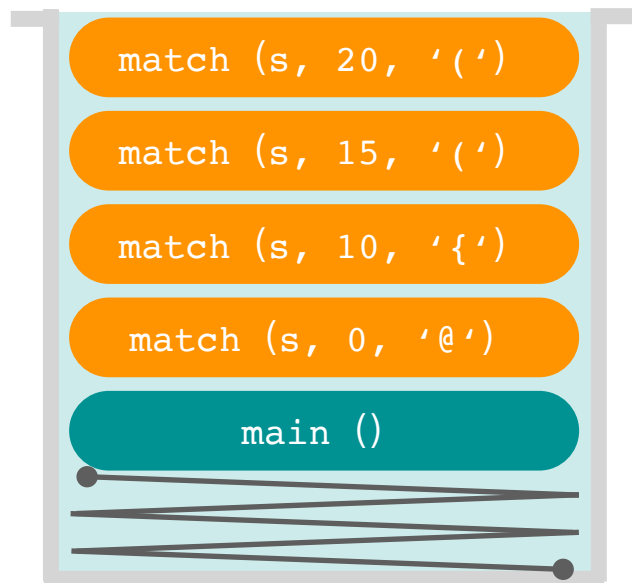 match (s, 20, ‘(‘)
match (s, 15, ‘(‘)
match (s, 10, ‘{‘)
match (s, 0, ‘@‘)
main ()